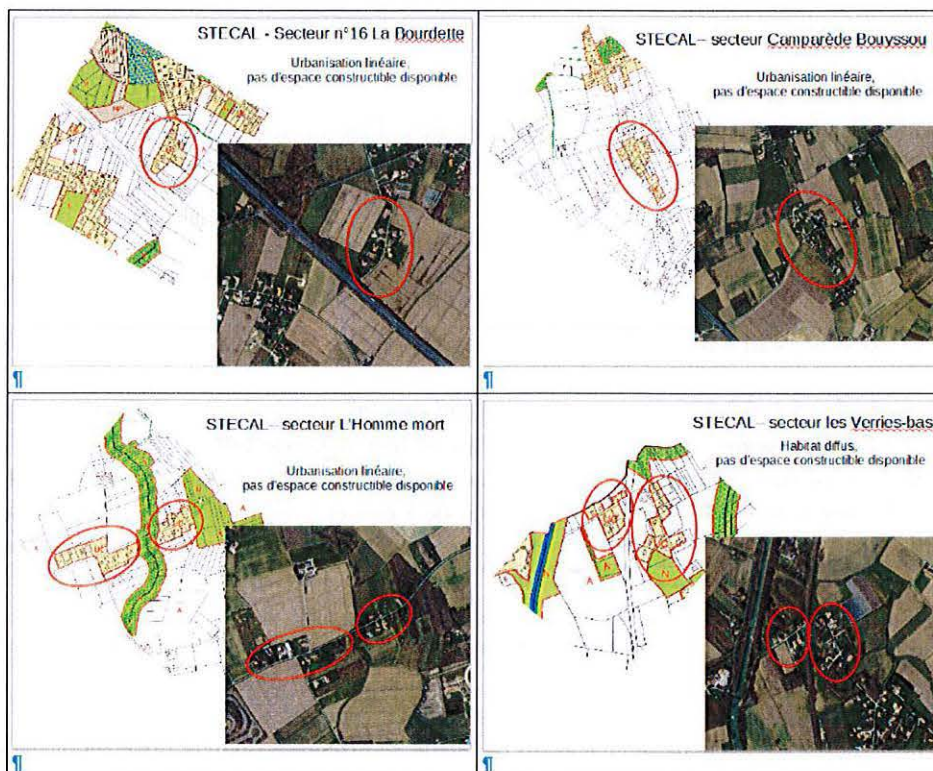 STECAL - Secteur n°16 La Bourdette
Urbanisation linéaire,
pas d'espace constructible disponible
¶
STECAL– secteur Camparède Bouyssou
Urbanisation linéaire,
pas d'espace constructible disponible
¶
STECAL– secteur L'Homme mort
Urbanisation linéaire,
pas d'espace constructible disponible
A
A
¶
STECAL– secteur les Verries-bas
Habitat diffus,
pas d'espace constructible disponible
A
A
N
¶